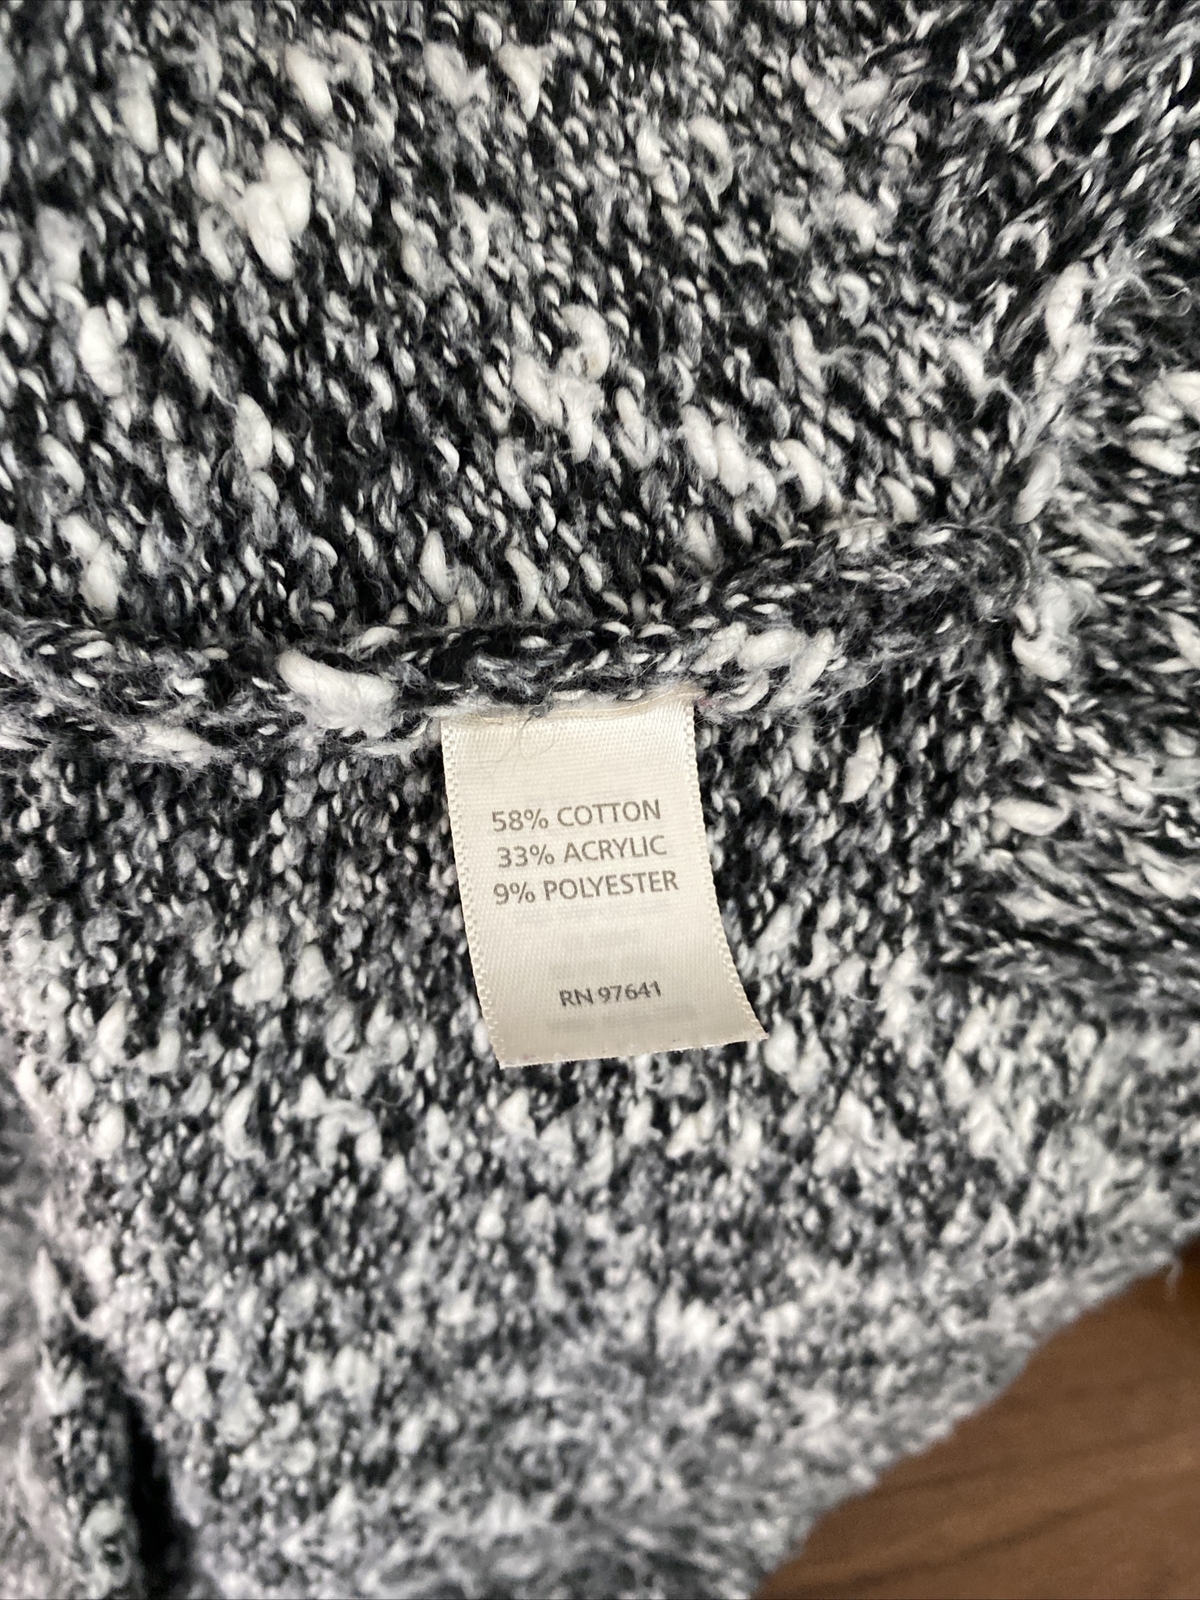 58% COTTON
33% ACRYLIC
9% POLYESTER
RN 97641